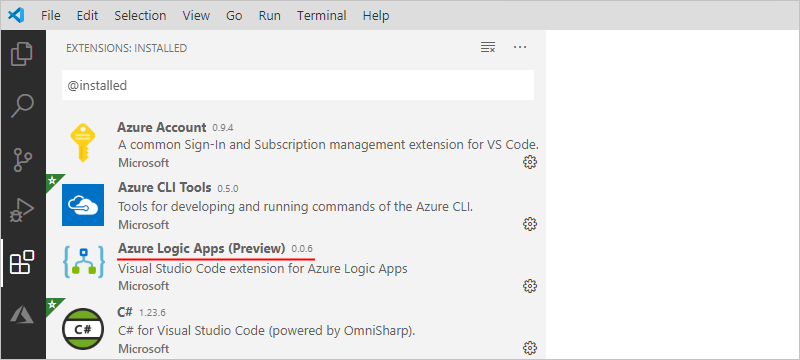 File Edit Selection View Go Run Terminal Help
EXTENSIONS: INSTALLED
@installed
Azure Account 0.9.4
A common Sign-In and Subscription management extension for VS Code.
Microsoft
Azure CLI Tools 0.5.0
Tools for developing and running commands of the Azure CLI.
Microsoft
Azure Logic Apps (Preview) 0.0.6
Visual Studio Code extension for Azure Logic Apps
Microsoft
C# 1.23.6
C#
C# for Visual Studio Code (powered by OmniSharp).
Microsoft